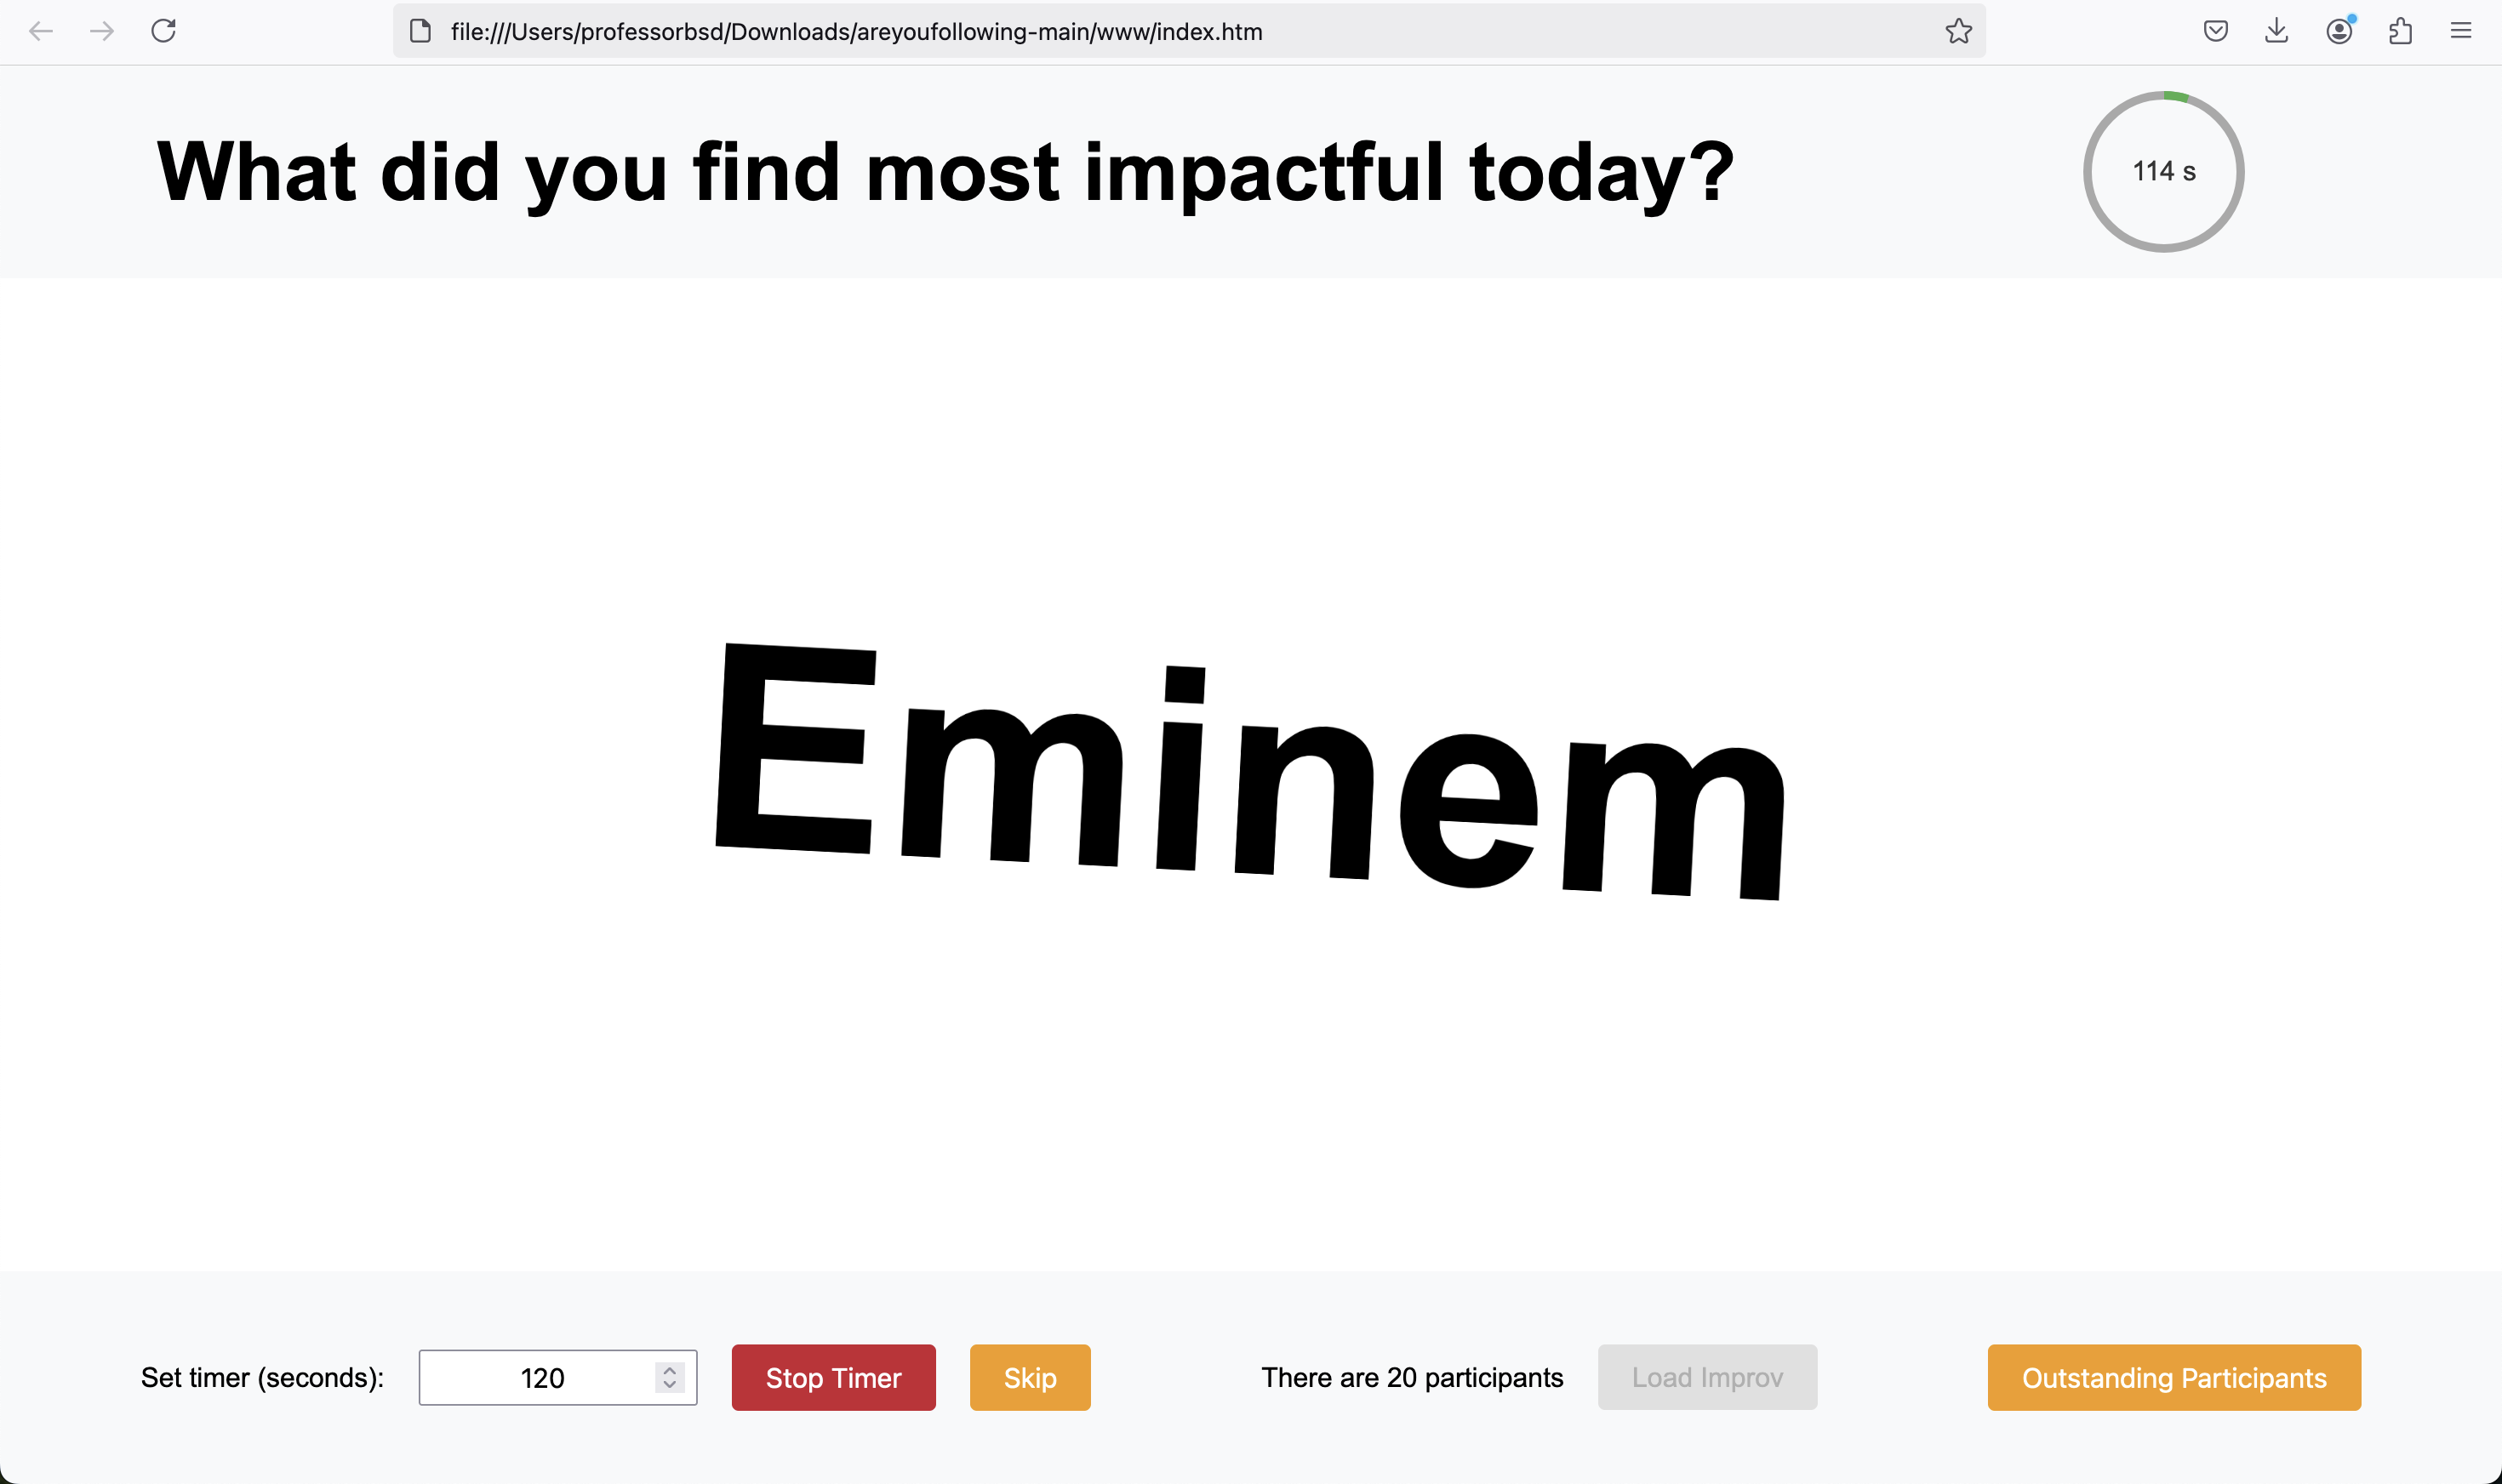 file:///Users/professorbsd/Downloads/areyoufollowing-main/www/index.htm
What did you find most impactful today?
114 s
Eminem
Set timer (seconds):
120
Stop Timer
Skip
There are 20 participants
Load Improv
Outstanding Participants